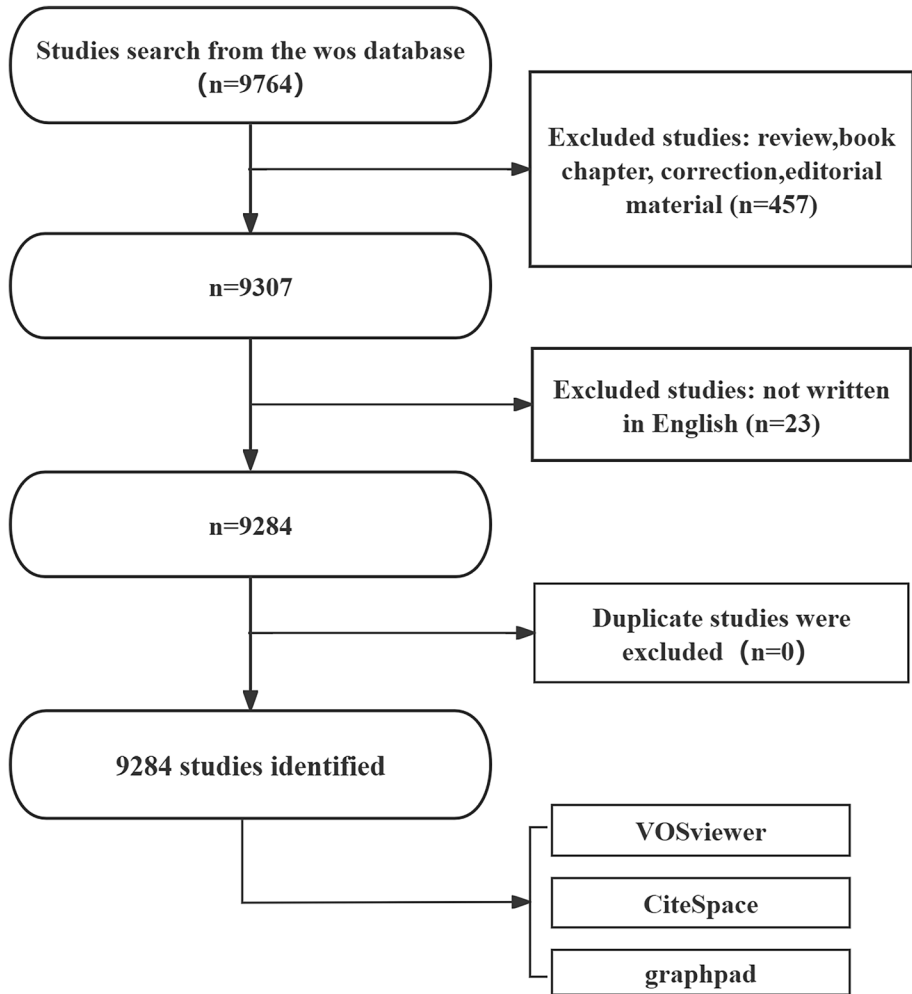 Studies search from the wos database
(n=9764)
Excluded studies: review,book
chapter, correction,editorial
material (n=457)
n=9307
Excluded studies: not written
in English (n=23)
n=9284
Duplicate studies were
excluded（n=0）
9284 studies identified
VOSviewer
CiteSpace
graphpad